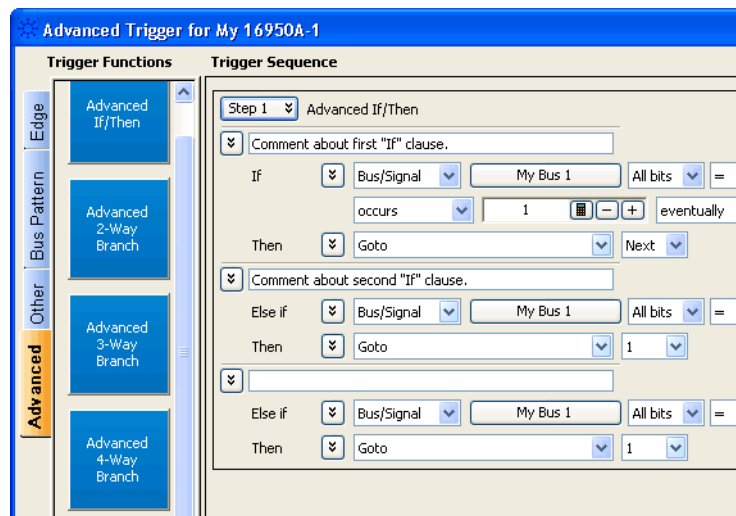 Advanced Trigger for My 16950A-1
Trigger Functions
Trigger Sequence
Edge
Bus Pattern
Other
Advanced
Advanced
If/Then
Advanced
2-Way
Branch
Advanced
3-Way
Branch
Advanced
4-Way
Branch
Step 1 Advanced If/Then
Comment about first "If" clause.
If Bus/Signal My Bus 1 All bits =
occurs 1 - + eventually
Then Goto Next
Comment about second "If" clause.
Else if Bus/Signal My Bus 1 All bits =
Then Goto 1
Else if Bus/Signal My Bus 1 All bits =
Then Goto 1